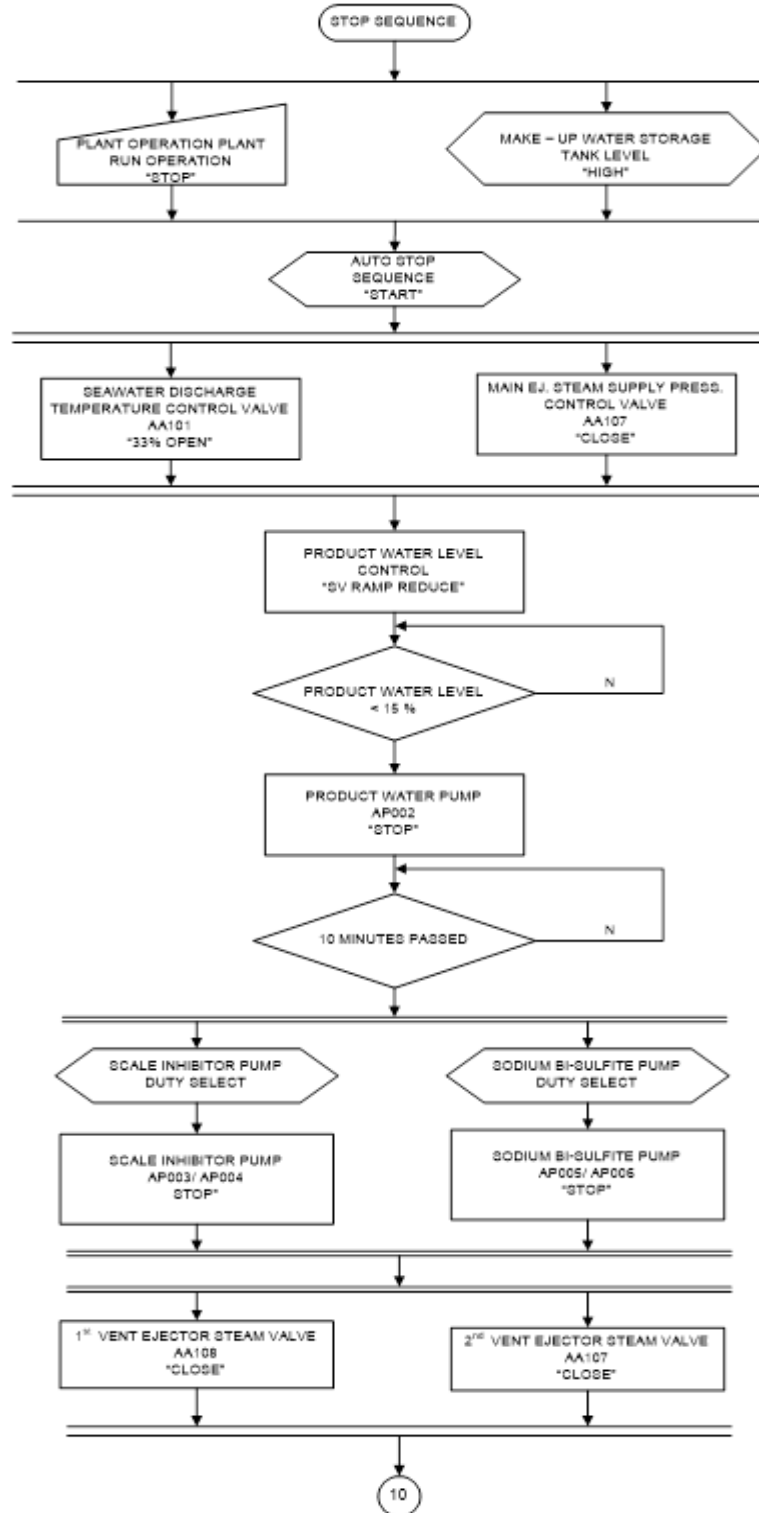 STOP SEQUENCE
PLANT OPERATION PLANT
RUN OPERATION
"STOP"
MAKE – UP WATER STORAGE
TANK LEVEL
"HIGH"
AUTO STOP
SEQUENCE
"START"
SEAWATER DISCHARGE
TEMPERATURE CONTROL VALVE
AA101
"33% OPEN"
MAIN EJ. STEAM SUPPLY PRESS.
CONTROL VALVE
AA107
"CLOSE"
PRODUCT WATER LEVEL
CONTROL
"SV RAMP REDUCE"
PRODUCT WATER LEVEL
< 15 %
N
PRODUCT WATER PUMP
AP002
"STOP"
10 MINUTES PASSED
N
SCALE INHIBITOR PUMP
DUTY SELECT
SODIUM BI-SULFITE PUMP
DUTY SELECT
SCALE INHIBITOR PUMP
AP003/ AP004
STOP"
SODIUM BI-SULFITE PUMP
AP005/ AP006
"STOP"
1st VENT EJECTOR STEAM VALVE
AA108
"CLOSE"
2nd VENT EJECTOR STEAM VALVE
AA107
"CLOSE"
10